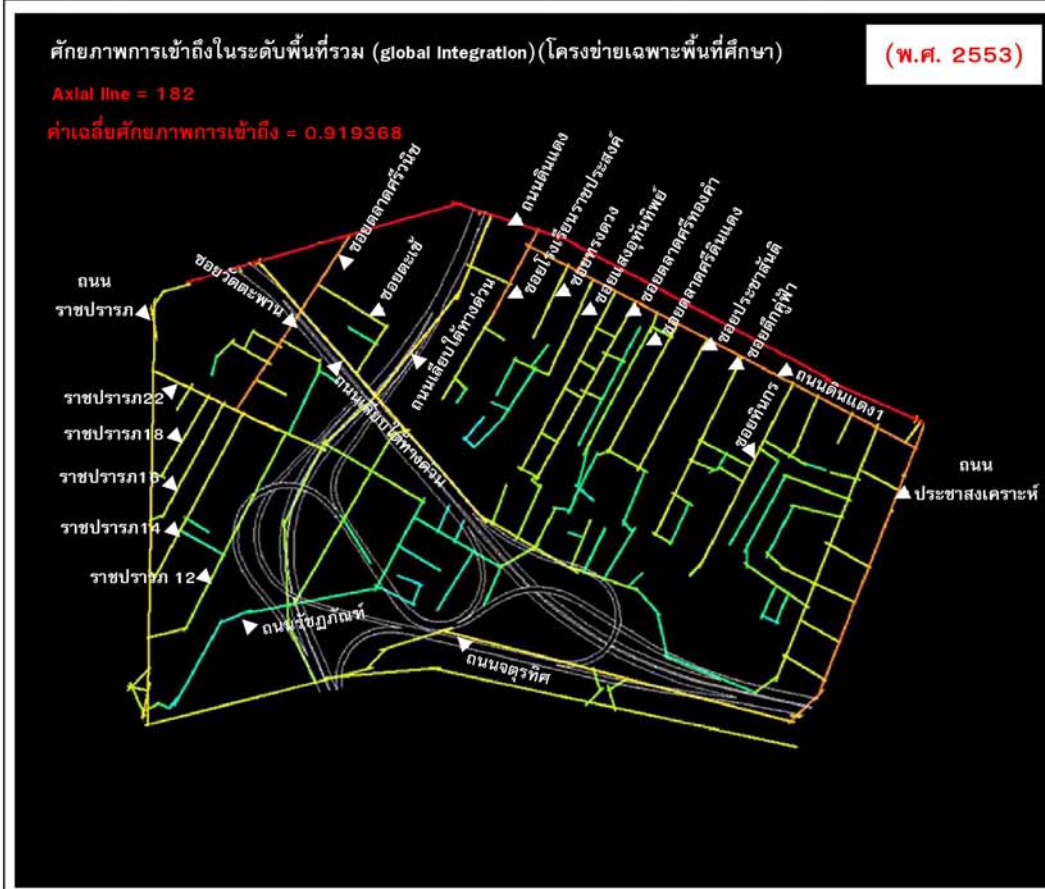 ศักยภาพการเข้าถึงในระดับพื้นที่รวม (global Integration)(โครงข่ายเฉพาะพื้นที่ศึกษา)
(พ.ศ. 2553)
Axial line = 182
ค่าเฉลี่ยศักยภาพการเข้าถึง = 0.919368
ซอยตลาดศรีวนิช
ถนนดินแดง
ซอยโรงเรียนราชประสงค์
ซอยวัดตะพาน
ซอยตะเข้
ถนนเลียบใต้ทางด่วน
ซอยทรงดวง
ซอยแสงอุทันทิพย์
ซอยตลาดศรีทองคำ
ซอยตลาดศรีดินแดง
ซอยประชาสันติ
ซอยตึกคู่ฟ้า
ถนน
ราชปรารภ
ถนนเลียบใต้ทางด่วน
ถนนดินแดง1
ซอยทินกร
ราชปรารภ22
ราชปรารภ18
ราชปรารภ16
ราชปรารภ14
ราชปรารภ 12
ถนน
ประชาสงเคราะห์
ถนนรัชฏภัณฑ์
ถนนจตุรทิศ